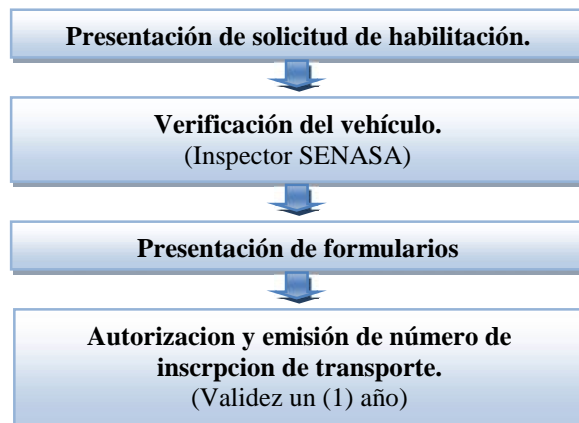 Presentación de solicitud de habilitación.
Verificación del vehículo.
(Inspector SENASA)
Presentación de formularios
Autorizacion y emisión de número de
inscrpcion de transporte.
(Validez un (1) año)